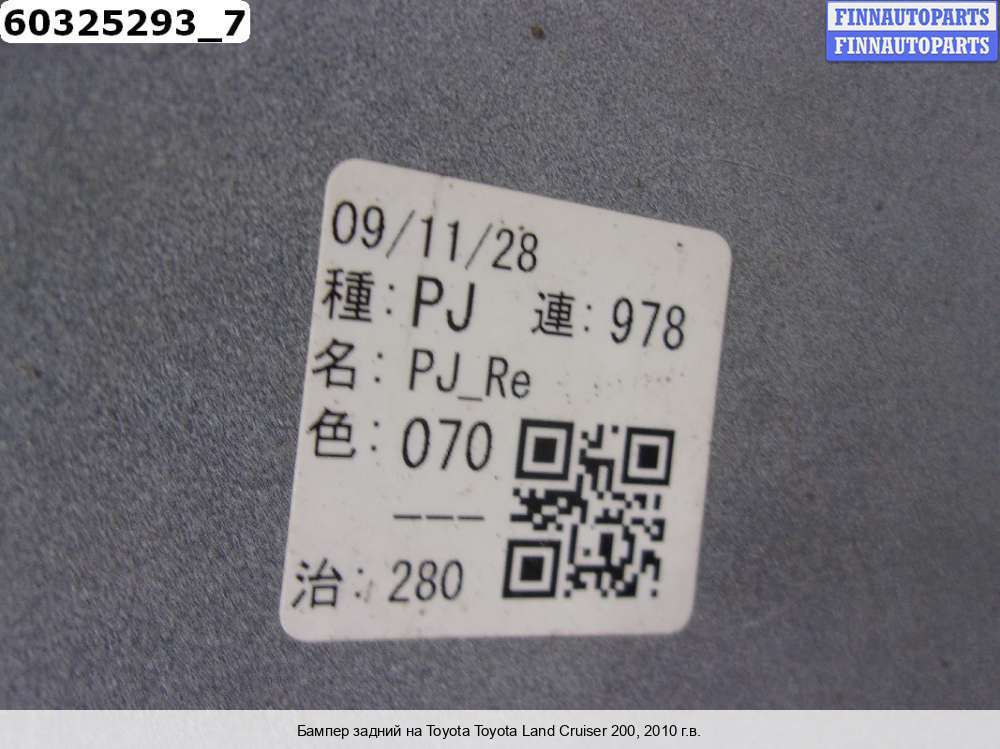 60325293_7
FINNAUTOPARTS
FINNAUTOPARTS
09/11/28
種: PJ 連: 978
名: PJ_Re
色: 070
---
治: 280
Бампер задний на Toyota Toyota Land Cruiser 200, 2010 г.в.